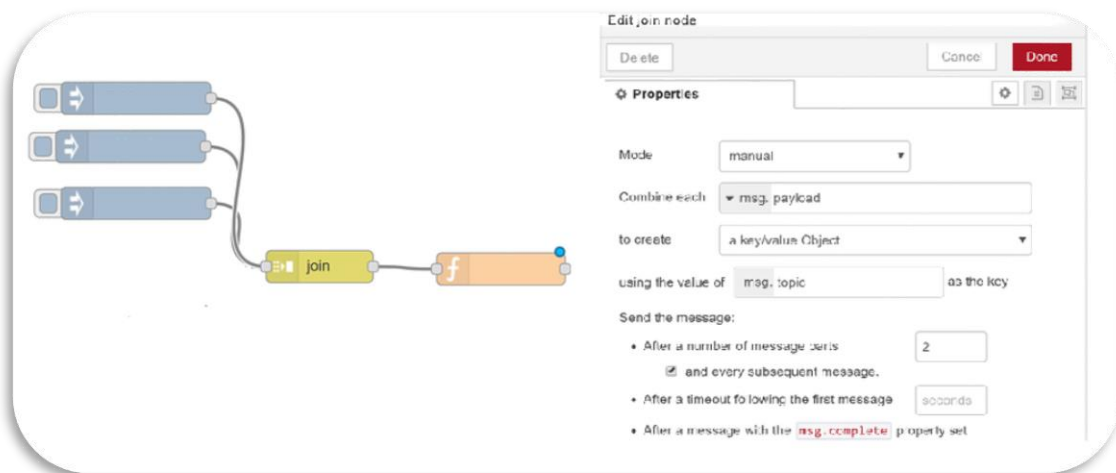 join
f
Edit join node
Delete
Cancel
Done
Properties
Mode
manual
Combine each
msg. payload
to create
a key/value Object
using the value of
msg. topic
as the key
Send the message:
• After a number of message parts
2
and every subsequent message.
• After a timeout following the first message
seconds
• After a message with the msg.complete property set